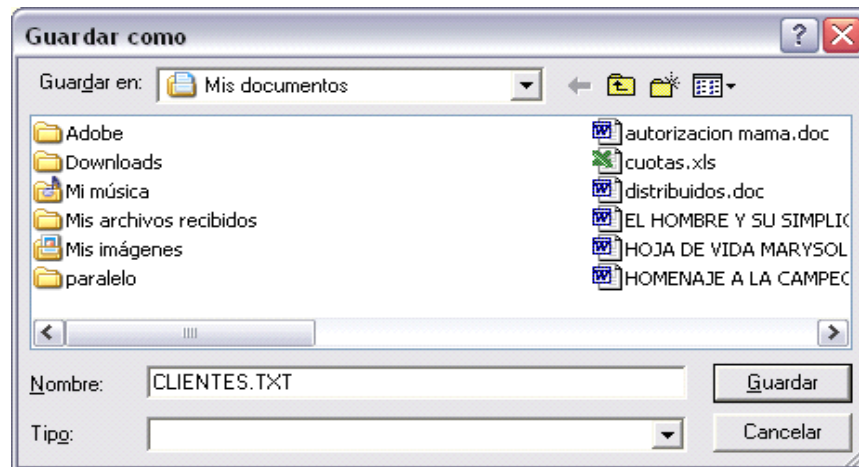 Guardar como
Guardar en: Mis documentos
Adobe
Downloads
Mi música
Mis archivos recibidos
Mis imágenes
paralelo
autorizacion mama.doc
cuotas.xls
distribuidos.doc
EL HOMBRE Y SU SIMPLI
HOJA DE VIDA MARYSOL
HOMENAJE A LA CAMPE
Nombre: CLIENTES.TXT
Guardar
Tipo:
Cancelar